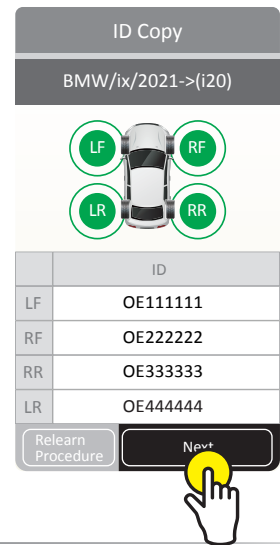 ID Copy
BMW/ix/2021->(i20)
LF
RF
LR
RR
ID
LF OE111111
RF OE222222
RR OE333333
LR OE444444
Relearn
Procedure
Next